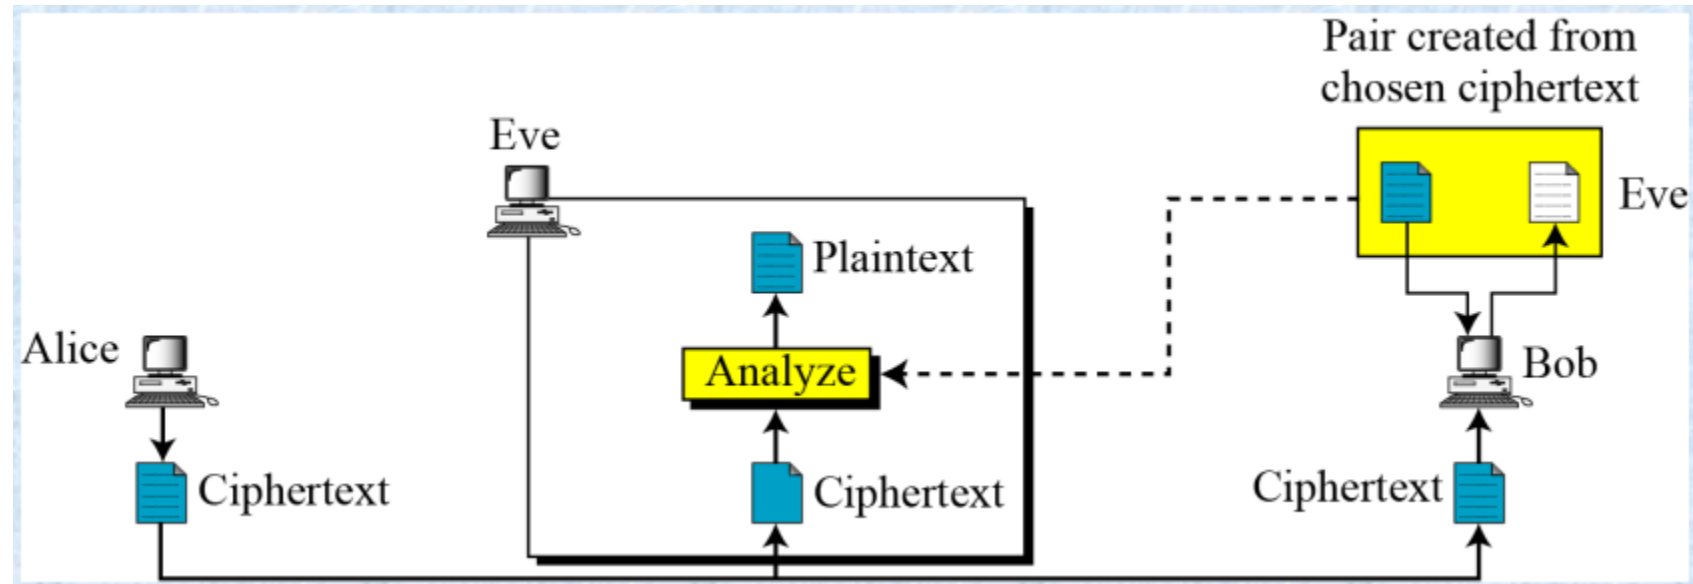 Pair created from
chosen ciphertext
Eve
Eve
Plaintext
Alice
Analyze
Bob
Ciphertext
Ciphertext
Ciphertext